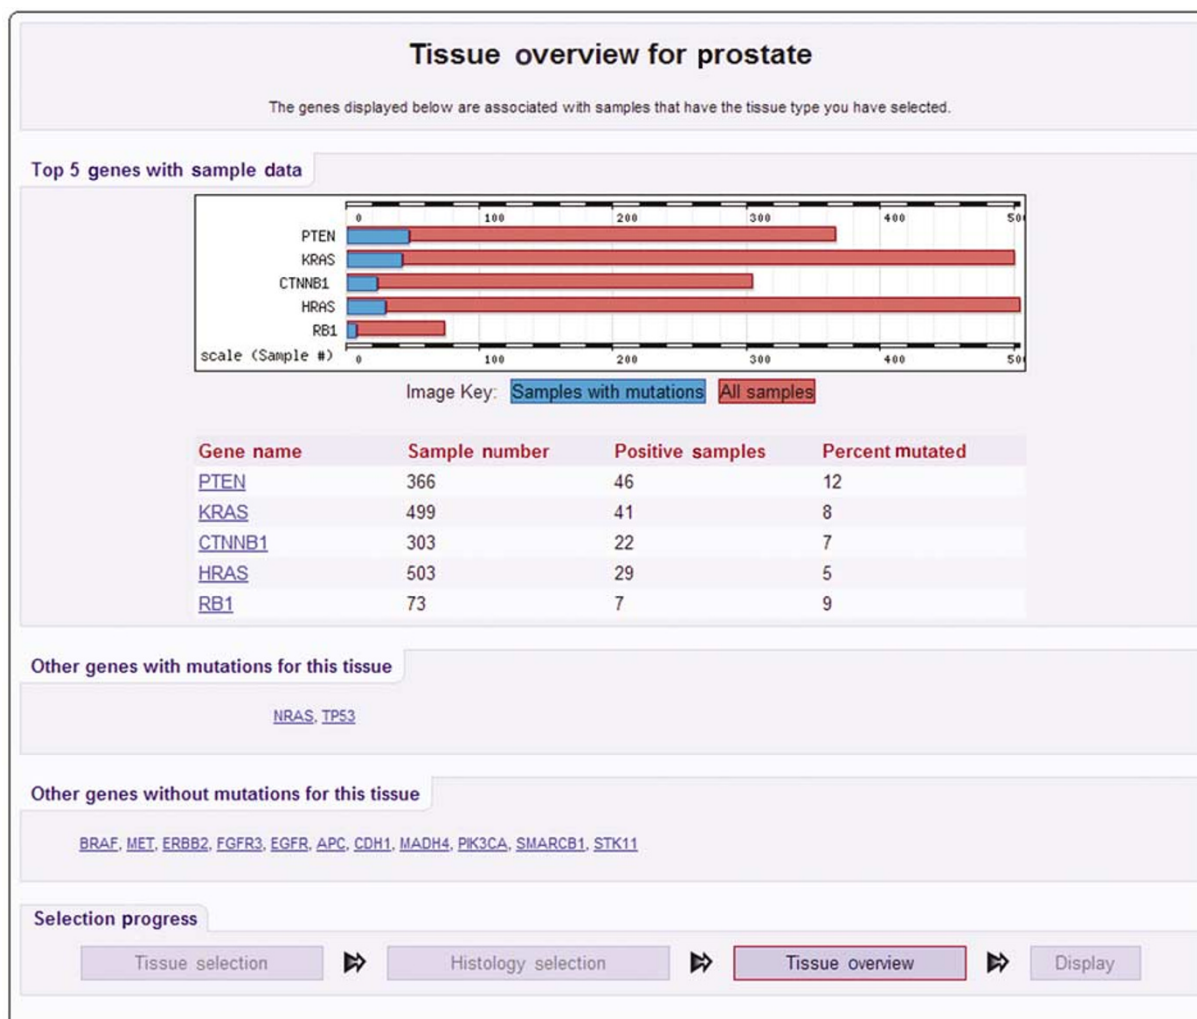 Tissue overview for prostate
The genes displayed below are associated with samples that have the tissue type you have selected.
Top 5 genes with sample data
0 100 200 300 400 50
PTEN
KRAS
CTNNB1
HRAS
RB1
scale (Sample #) 0 100 200 300 400 50
Image Key: Samples with mutations All samples
Gene name Sample number Positive samples Percent mutated
PTEN 366 46 12
KRAS 499 41 8
CTNNB1 303 22 7
HRAS 503 29 5
RB1 73 7 9
Other genes with mutations for this tissue
NRAS, TP53
Other genes without mutations for this tissue
BRAF, MET, ERBB2, FGFR3, EGFR, APC, CDH1, MADH4, PIK3CA, SMARCB1, STK11
Selection progress
Tissue selection Histology selection Tissue overview Display